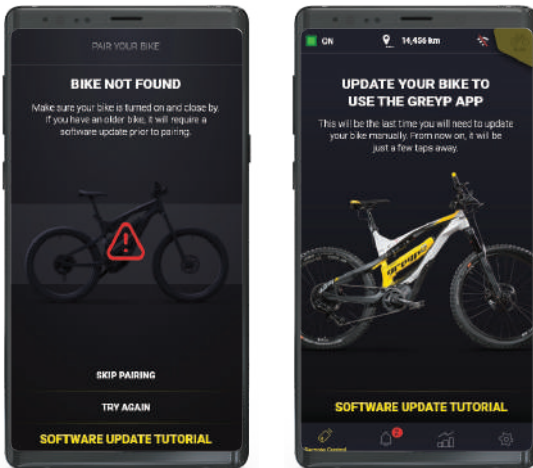 PAIR YOUR BIKE
BIKE NOT FOUND
Make sure your bike is turned on and close by.
If you have an older bike, it will require a
software update prior to pairing.
SKIP PAIRING
TRY AGAIN
SOFTWARE UPDATE TUTORIAL
ON
14,456 km
UPDATE YOUR BIKE TO
USE THE GREYP APP
This will be the last time you will need to update
your bike manually. From now on, it will be
just a few taps away.
greyp
SOFTWARE UPDATE TUTORIAL
2
Remote Control